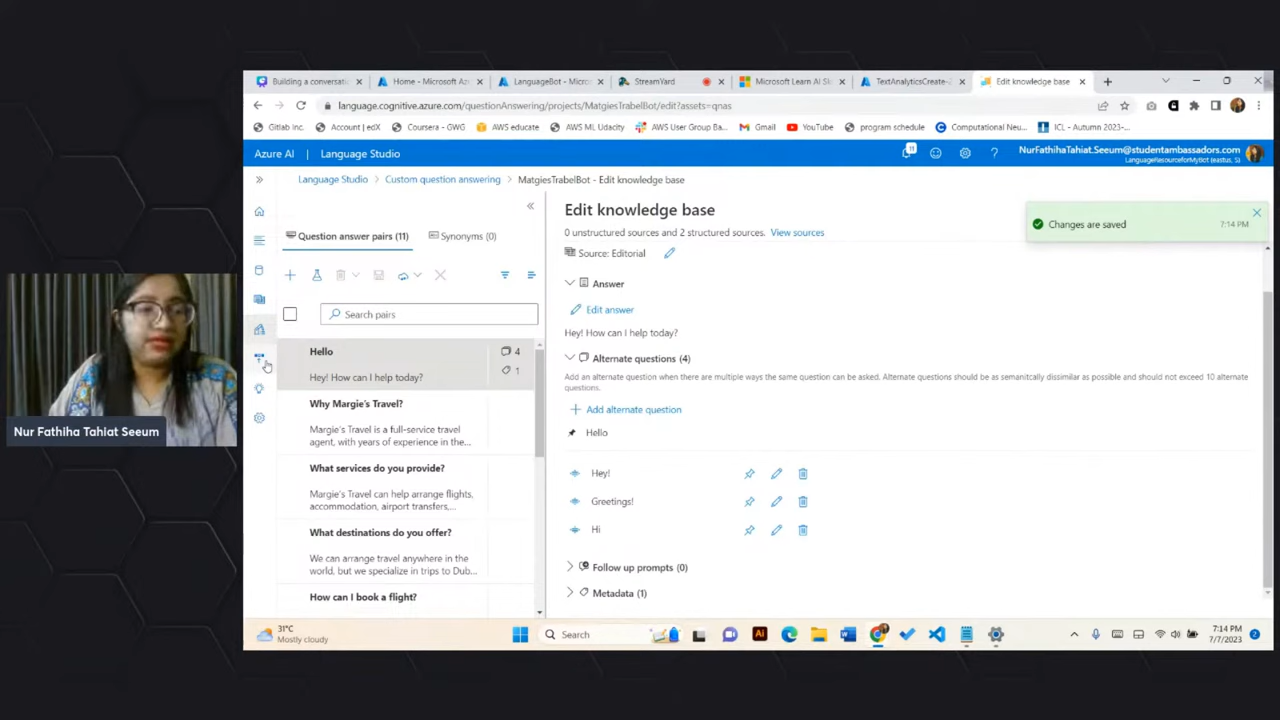 Building a conversati
Home - Microsoft Az
LanguageBot - Micro
StreamYard
Microsoft Learn AI Sk
TextAnalyticsCreate-
Edit knowledge base
language.cognitive.azure.com/questionAnswering/projects/MatgiesTrabelBot/edit?assets=qnas
Gitlab Inc.
Account | edX
Coursera - GWG
AWS educate
AWS ML Udacity
AWS User Group Ba...
Gmail
YouTube
program schedule
Computational Neu...
ICL - Autumn 2023-...
Azure AI | Language Studio
11
NurFathihaTahiat.Seeum@studentambassadors.com
LanguageResourceforMyBot (eastus, S)
Language Studio
Custom question answering
MatgiesTrabelBot - Edit knowledge base
Question answer pairs (11)
Synonyms (0)
Search pairs
Hello
4
Hey! How can I help today?
1
Why Margie's Travel?
Margie's Travel is a full-service travel
agent, with years of experience in the...
What services do you provide?
Margie's Travel can help arrange flights,
accommodation, airport transfers,...
What destinations do you offer?
We can arrange travel anywhere in the
world, but we specialize in trips to Dub...
How can I book a flight?
Edit knowledge base
0 unstructured sources and 2 structured sources. View sources
Changes are saved
7:14 PM
Source: Editorial
Answer
Edit answer
Hey! How can I help today?
Alternate questions (4)
Add an alternate question when there are multiple ways the same question can be asked. Alternate questions should be as semanitcally dissimilar as possible and should not exceed 10 alternate
questions.
Add alternate question
Hello
Hey!
Greetings!
Hi
Follow up prompts (0)
Metadata (1)
Nur Fathiha Tahiat Seeum
31°C
Mostly cloudy
Search
7:14 PM
7/7/2023
2